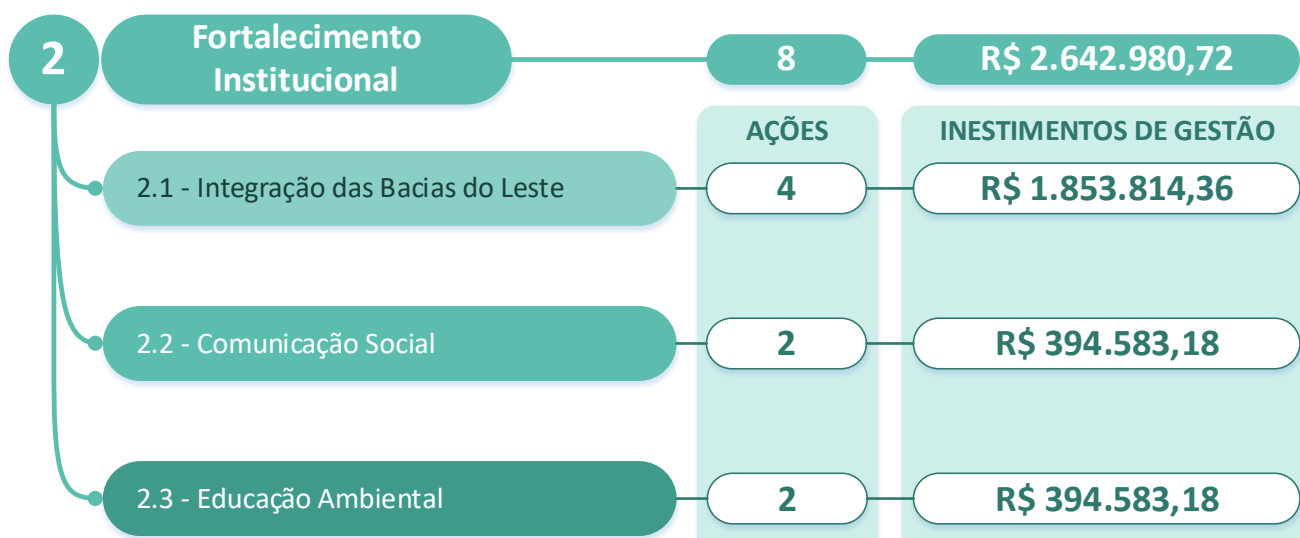 2
Fortalecimento
Institucional
8
R$ 2.642.980,72
AÇÕES
INESTIMENTOS DE GESTÃO
2.1 - Integração das Bacias do Leste
4
R$ 1.853.814,36
2.2 - Comunicação Social
2
R$ 394.583,18
2.3 - Educação Ambiental
2
R$ 394.583,18